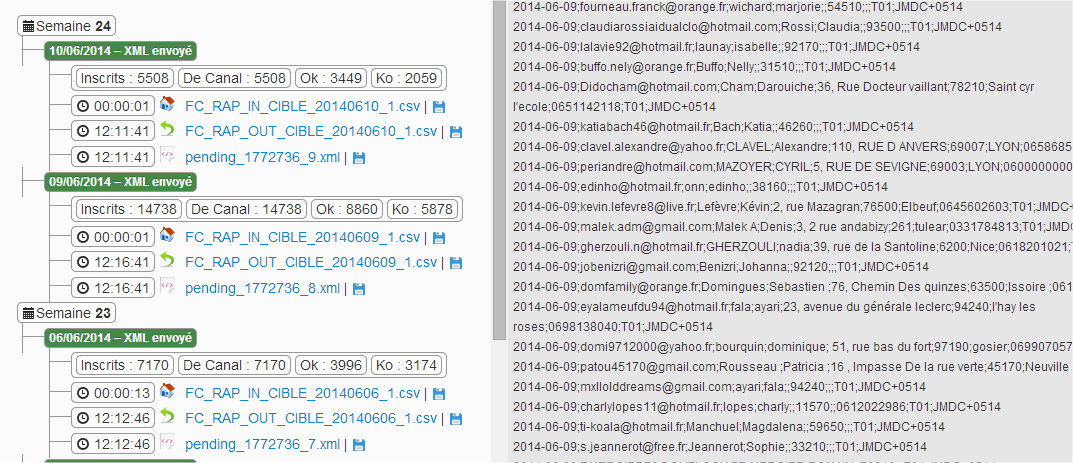 Semaine 24
10/06/2014 – XML envoyé
Inscrits : 5508 De Canal : 5508 Ok : 3449 Ko : 2059
00:00:01 FC_RAP_IN_CIBLE_20140610_1.csv |
12:11:41 FC_RAP_OUT_CIBLE_20140610_1.csv |
12:11:41 pending_1772736_9.xml |
09/06/2014 – XML envoyé
Inscrits : 14738 De Canal : 14738 Ok : 8860 Ko : 5878
00:00:01 FC_RAP_IN_CIBLE_20140609_1.csv |
12:16:41 FC_RAP_OUT_CIBLE_20140609_1.csv |
12:16:41 pending_1772736_8.xml |
Semaine 23
06/06/2014 – XML envoyé
Inscrits : 7170 De Canal : 7170 Ok : 3996 Ko : 3174
00:00:13 FC_RAP_IN_CIBLE_20140606_1.csv |
12:12:46 FC_RAP_OUT_CIBLE_20140606_1.csv |
12:12:46 pending_1772736_7.xml |
2014-06-09;fourneau.franck@orange.fr;wichard;marjorie;;54510;;;T01;JMDC+0514
2014-06-09;claudiarossiaidualclo@hotmail.com;Rossi;Claudia;;93500;;;T01;JMDC+0514
2014-06-09;lalavie92@hotmail.fr;launay;isabelle;;92170;;;T01;JMDC+0514
2014-06-09;buffo.nely@orange.fr;Buffo;Nelly;;31510;;;T01;JMDC+0514
2014-06-09;Didocham@hotmail.com;Cham;Darouiche;36, Rue Docteur vaillant;78210;Saint cyr
l'ecole;0651142118;T01;JMDC+0514
2014-06-09;katiabach46@hotmail.fr;Bach;Katia;;46260;;;T01;JMDC+0514
2014-06-09;clavel.alexandre@yahoo.fr;CLAVEL;Alexandre;110, RUE D ANVERS;69007;LYON;0658685
2014-06-09;periandre@hotmail.com;MAZOYER;CYRIL;5, RUE DE SEVIGNE;69003;LYON;0600000000
2014-06-09;edinho@hotmail.fr;onn;edinho;;38160;;;T01;JMDC+0514
2014-06-09;kevin.lefevre8@live.fr;Lefèvre;Kévin;2, rue Mazagran;76500;Elbeuf;0645602603;T01;JMDC+0
2014-06-09;malek.adm@gmail.com;Malek A;Denis;3, 2 rue andabizy;261;tulear;0331784813;T01;JMDC+0
2014-06-09;gherzouli.n@hotmail.fr;GHERZOULI;nadia;39, rue de la Santoline;6200;Nice;0618201021;T
2014-06-09;jobenizri@gmail.com;Benizri;Johanna;;92120;;;T01;JMDC+0514
2014-06-09;domfamily@orange.fr;Domingues;Sebastien ;76, Chemin Des quinzes;63500;Issoire ;061
2014-06-09;eyalameufdu94@hotmail.fr;fala;ayari;23, avenue du générale leclerc;94240;l'hay les
roses;0698138040;T01;JMDC+0514
2014-06-09;domi9712000@yahoo.fr;bourquin;dominique; 51, rue bas du fort;97190;gosier;069907057
2014-06-09;patou45170@gmail.com;Rousseau ;Patricia ;16 , Impasse De la rue verte;45170;Neuville
2014-06-09;mxllolddreams@gmail.com;ayari;fala;;94240;;;T01;JMDC+0514
2014-06-09;charlylopes11@hotmail.fr;lopes;charly;;11570;;0612022986;T01;JMDC+0514
2014-06-09;ti-koala@hotmail.fr;Manchuel;Magdalena;;59650;;;T01;JMDC+0514
2014-06-09;s.jeannerot@free.fr;Jeannerot;Sophie;;33210;;;T01;JMDC+0514